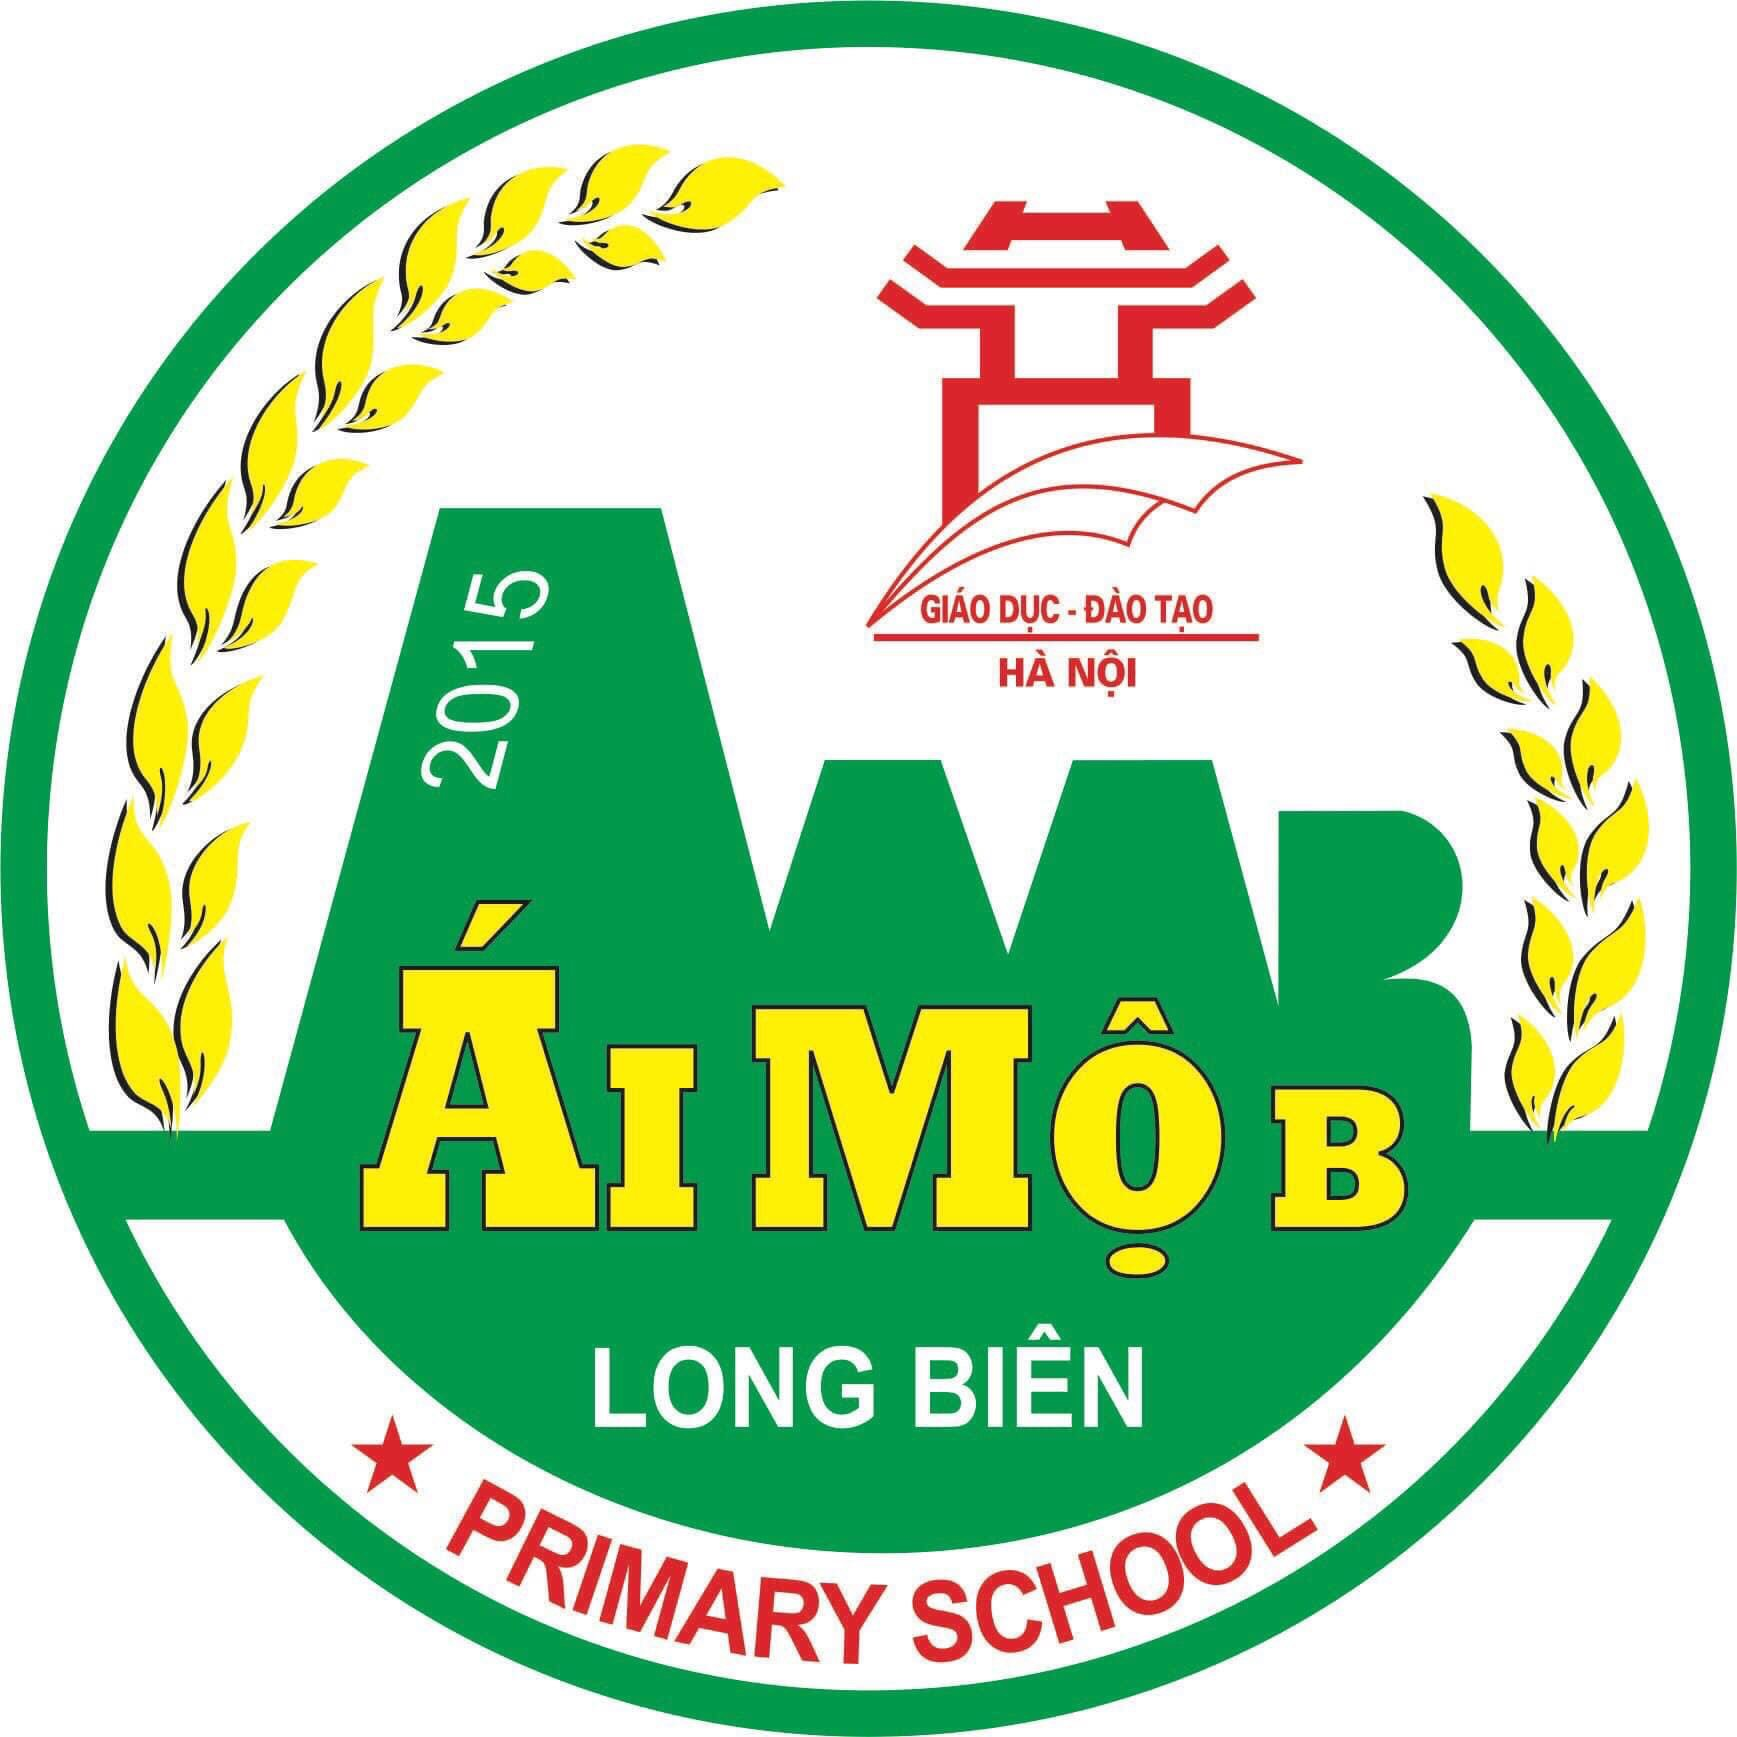 GIÁO DỤC - ĐÀO TẠO
HÀ NỘI
2015
ÁI MỘ B
LONG BIÊN
PRIMARY SCHOOL